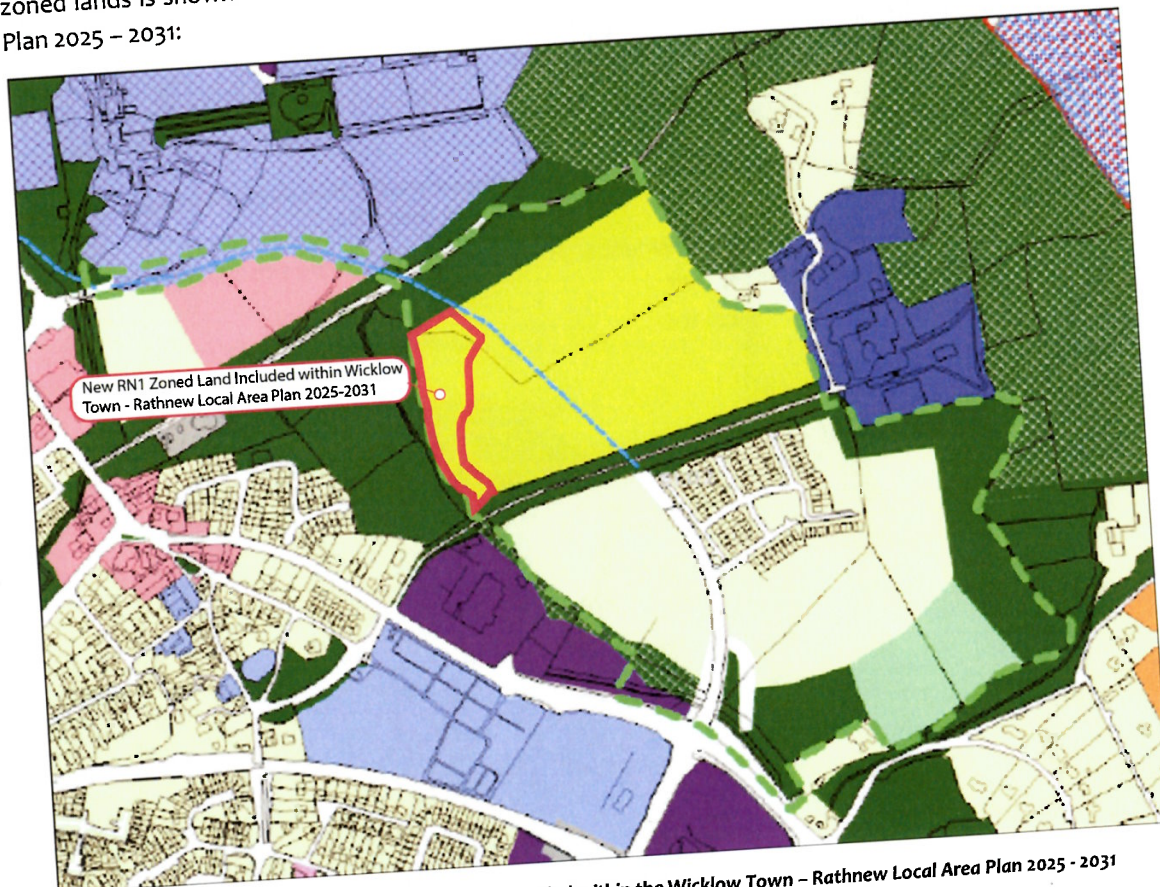 zoned lands is shown
Plan 2025 – 2031:
New RN1 Zoned Land Included within Wicklow
Town - Rathnew Local Area Plan 2025-2031
within the Wicklow Town – Rathnew Local Area Plan 2025 - 2031